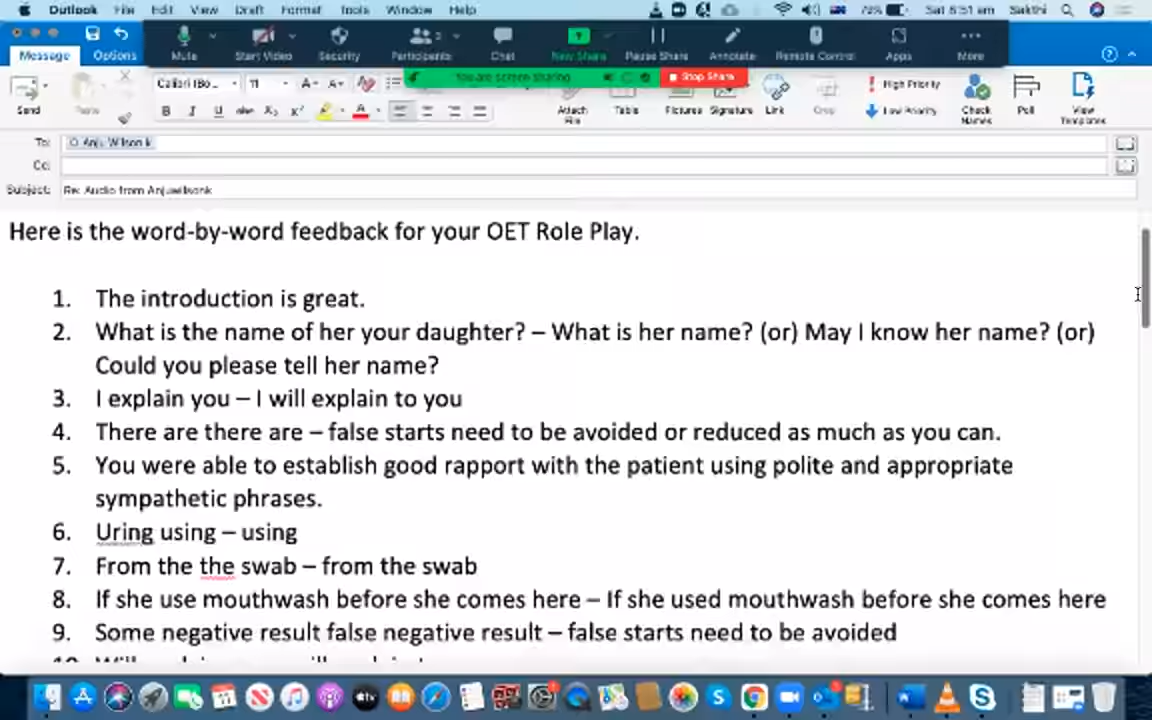 Outlook File Edit View Draft Format Tools Window Help 79% Sat 8:51 am Sakthi
Mute Start Video Security Participants 2 Chat New Share Pause Share Annotate Remote Control Apps More
Message Options
You are screen sharing Stop Share
Calibri (Bo... 11 High Priority
Send Paste Attach File Table Pictures Signature Link Low Priority Check Names Poll View Templates
To: Anju Wilson k
Cc:
Subject: Re: Audio from Anjuwilsonk
Here is the word-by-word feedback for your OET Role Play.
1. The introduction is great.
2. What is the name of her your daughter? – What is her name? (or) May I know her name? (or)
Could you please tell her name?
3. I explain you – I will explain to you
4. There are there are – false starts need to be avoided or reduced as much as you can.
5. You were able to establish good rapport with the patient using polite and appropriate
sympathetic phrases.
6. Uring using – using
7. From the the swab – from the swab
8. If she use mouthwash before she comes here – If she used mouthwash before she comes here
9. Some negative result false negative result – false starts need to be avoided